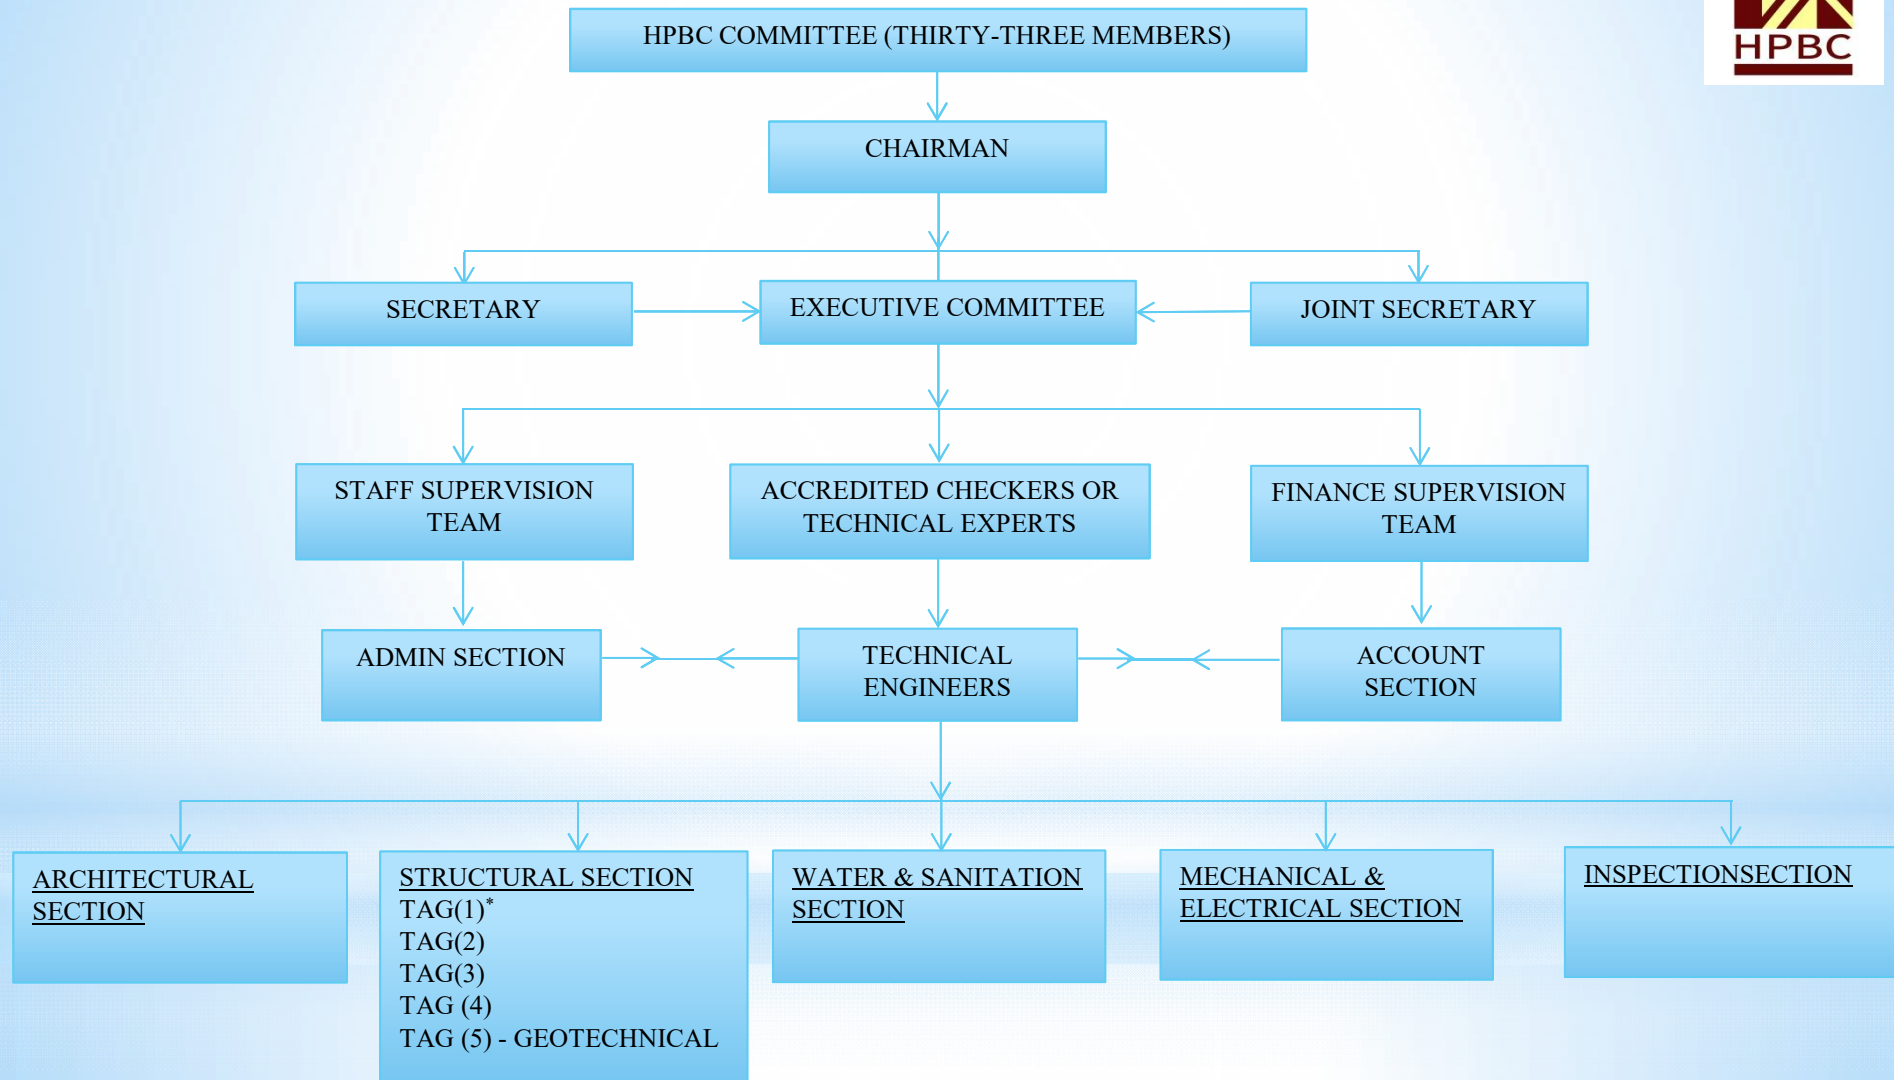 HPBC COMMITTEE (THIRTY-THREE MEMBERS)
HPBC
CHAIRMAN
SECRETARY
EXECUTIVE COMMITTEE
JOINT SECRETARY
STAFF SUPERVISION
TEAM
ACCREDITED CHECKERS OR
TECHNICAL EXPERTS
FINANCE SUPERVISION
TEAM
ADMIN SECTION
TECHNICAL
ENGINEERS
ACCOUNT
SECTION
ARCHITECTURAL
SECTION
STRUCTURAL SECTION
TAG(1)*
TAG(2)
TAG(3)
TAG (4)
TAG (5) - GEOTECHNICAL
WATER & SANITATION
SECTION
MECHANICAL &
ELECTRICAL SECTION
INSPECTIONSECTION